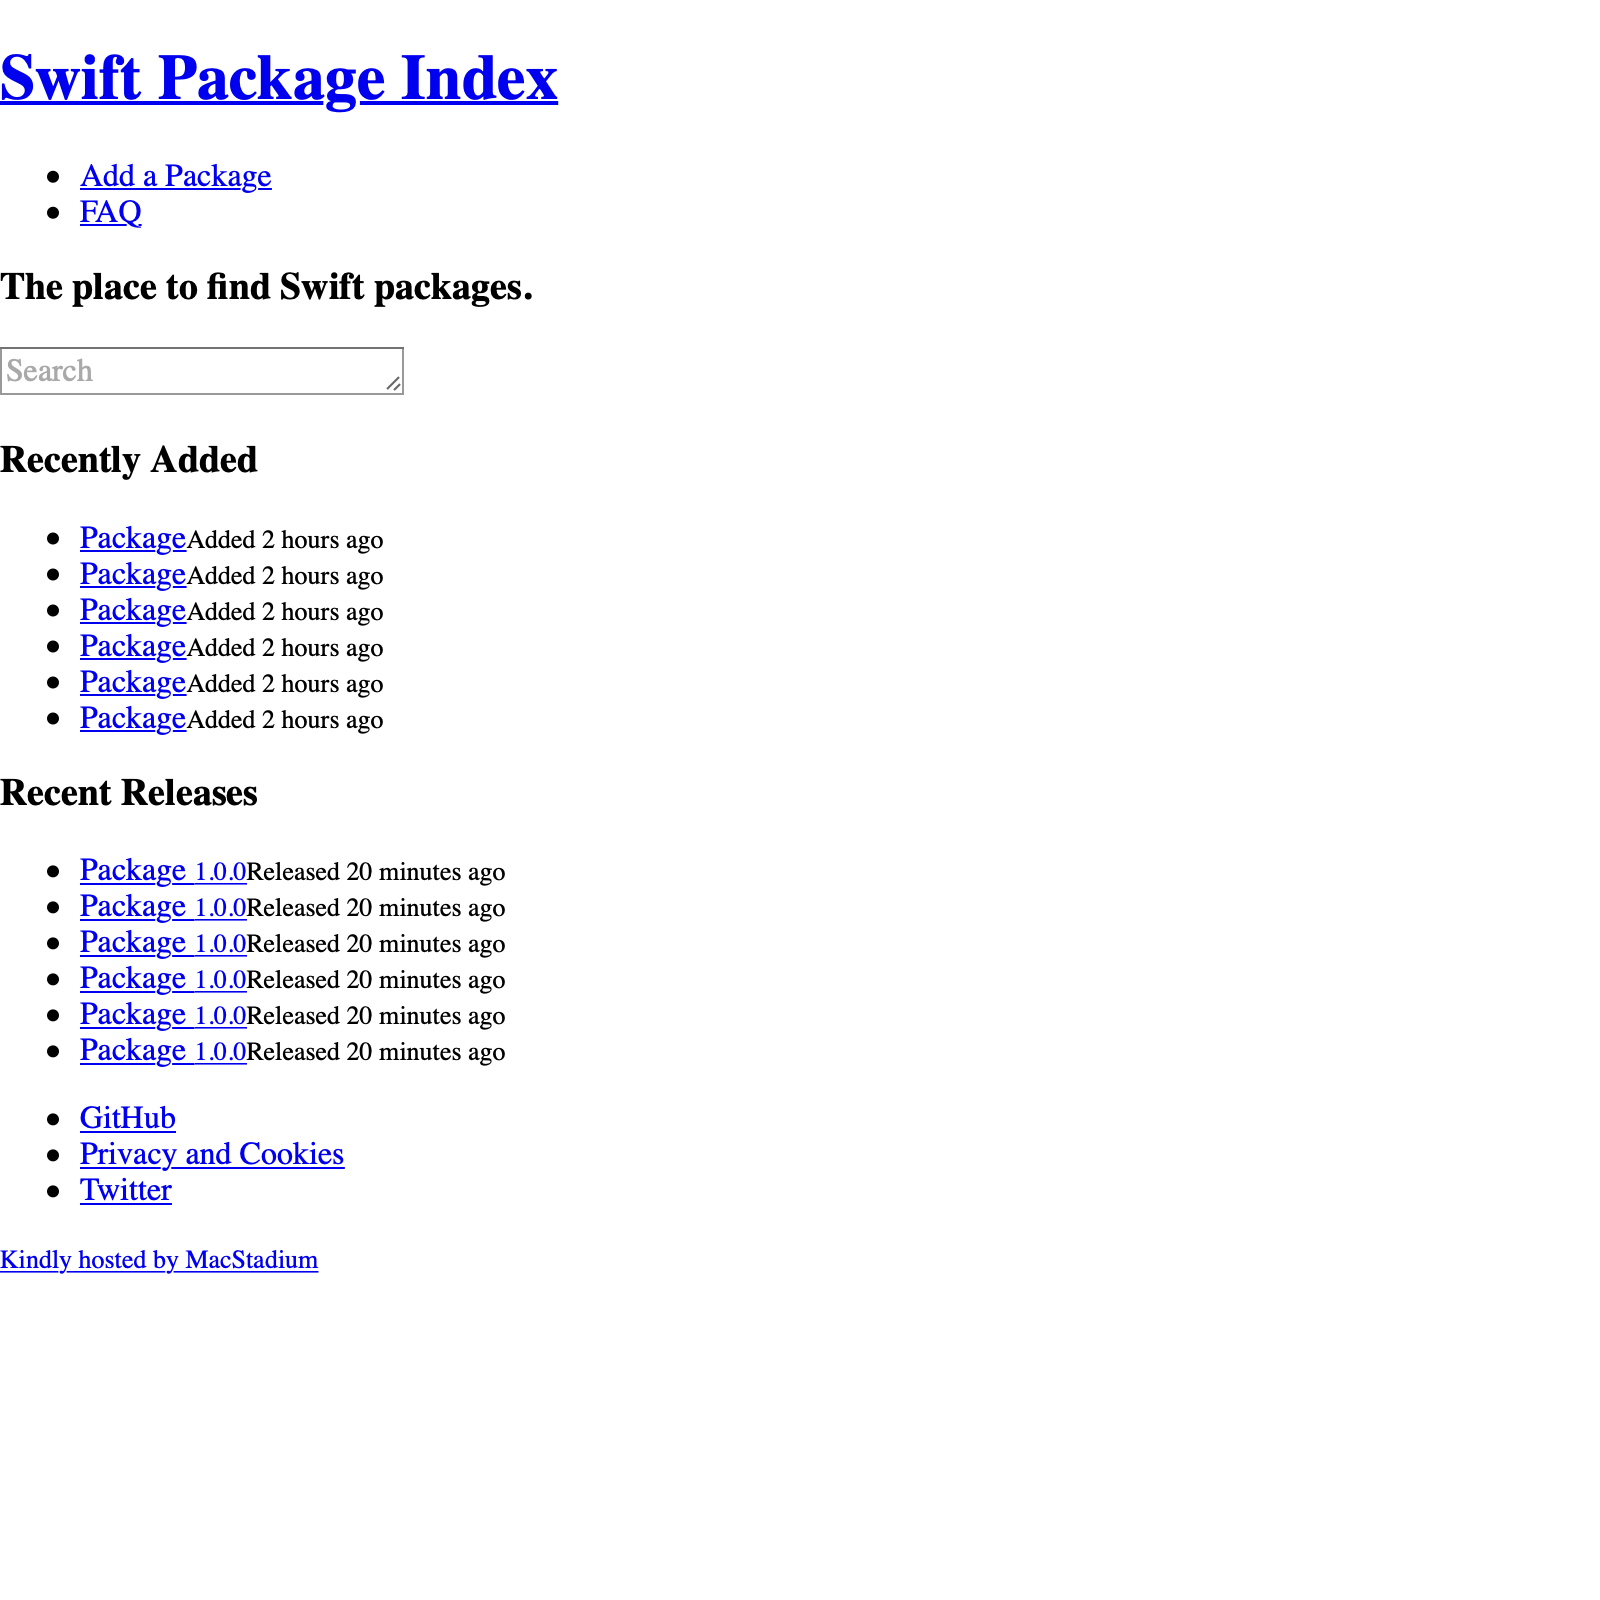 Swift Package Index
Add a Package
FAQ
The place to find Swift packages.
Search
Recently Added
PackageAdded 2 hours ago
PackageAdded 2 hours ago
PackageAdded 2 hours ago
PackageAdded 2 hours ago
PackageAdded 2 hours ago
PackageAdded 2 hours ago
Recent Releases
Package 1.0.0Released 20 minutes ago
Package 1.0.0Released 20 minutes ago
Package 1.0.0Released 20 minutes ago
Package 1.0.0Released 20 minutes ago
Package 1.0.0Released 20 minutes ago
Package 1.0.0Released 20 minutes ago
GitHub
Privacy and Cookies
Twitter
Kindly hosted by MacStadium